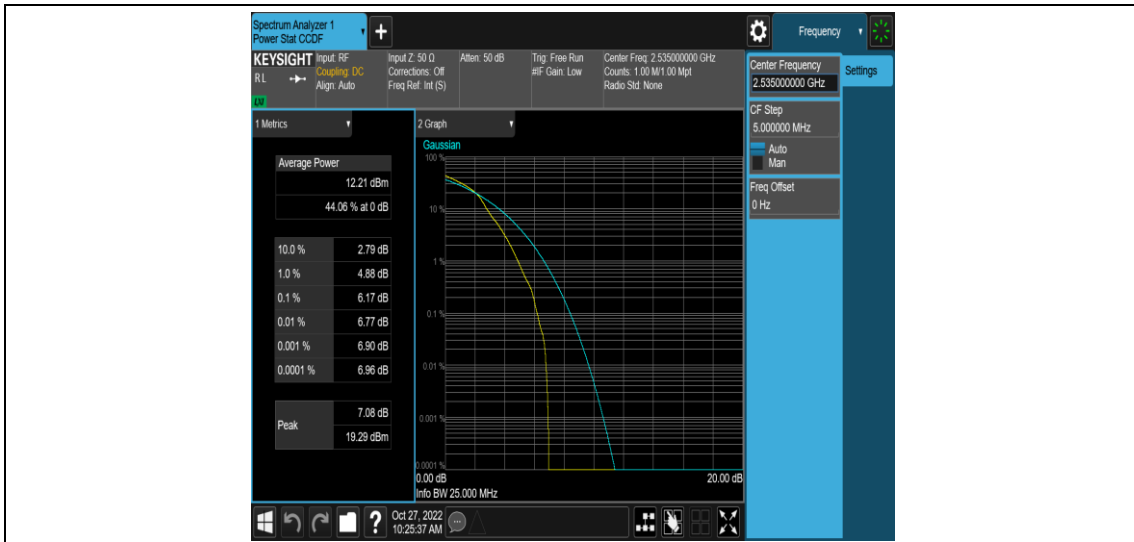 Spectrum Analyzer 1
Power Stat CCDF
Frequency
KEYSIGHT
RL
LXI
Input: RF
Coupling: DC
Align: Auto
Input Z: 50 Ω
Corrections: Off
Freq Ref: Int (S)
Atten: 50 dB
Trig: Free Run
#IF Gain: Low
Center Freq: 2.535000000 GHz
Counts: 1.00 M/1.00 Mpt
Radio Std: None
Center Frequency
2.535000000 GHz
Settings
CF Step
5.000000 MHz
Auto
Man
Freq Offset
0 Hz
1 Metrics
Average Power
12.21 dBm
44.06 % at 0 dB
10.0 % 2.79 dB
1.0 % 4.88 dB
0.1 % 6.17 dB
0.01 % 6.77 dB
0.001 % 6.90 dB
0.0001 % 6.96 dB
Peak
7.08 dB
19.29 dBm
2 Graph
Gaussian
100 %
10 %
1 %
0.1 %
0.01 %
0.001 %
0.0001 %
0.00 dB 20.00 dB
Info BW 25.000 MHz
?
Oct 27, 2022
10:25:37 AM